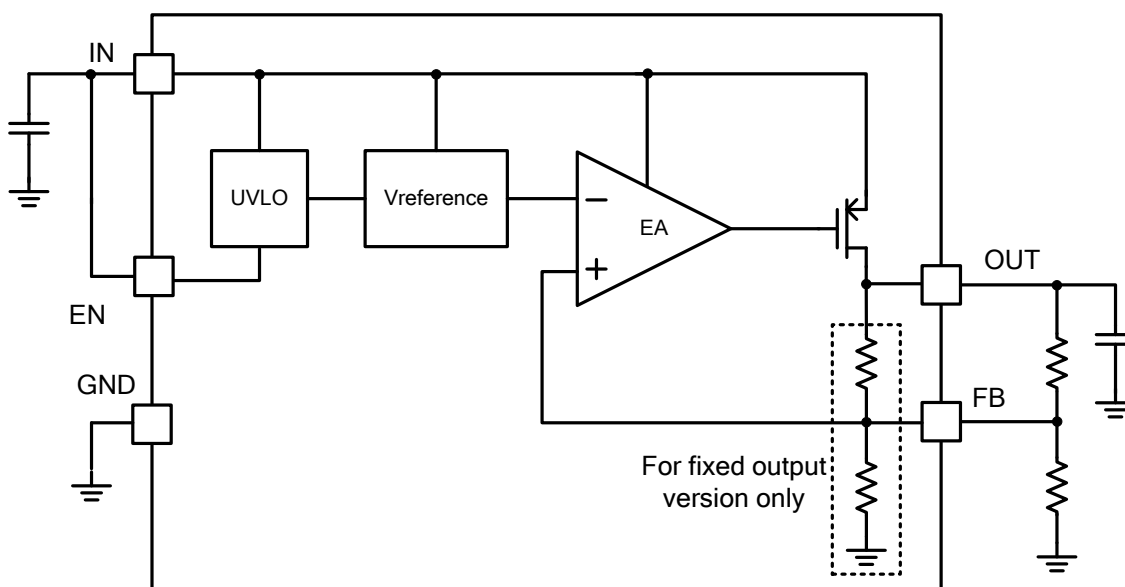 IN
UVLO
Vreference
−
EA
+
OUT
EN
GND
FB
For fixed output
version only